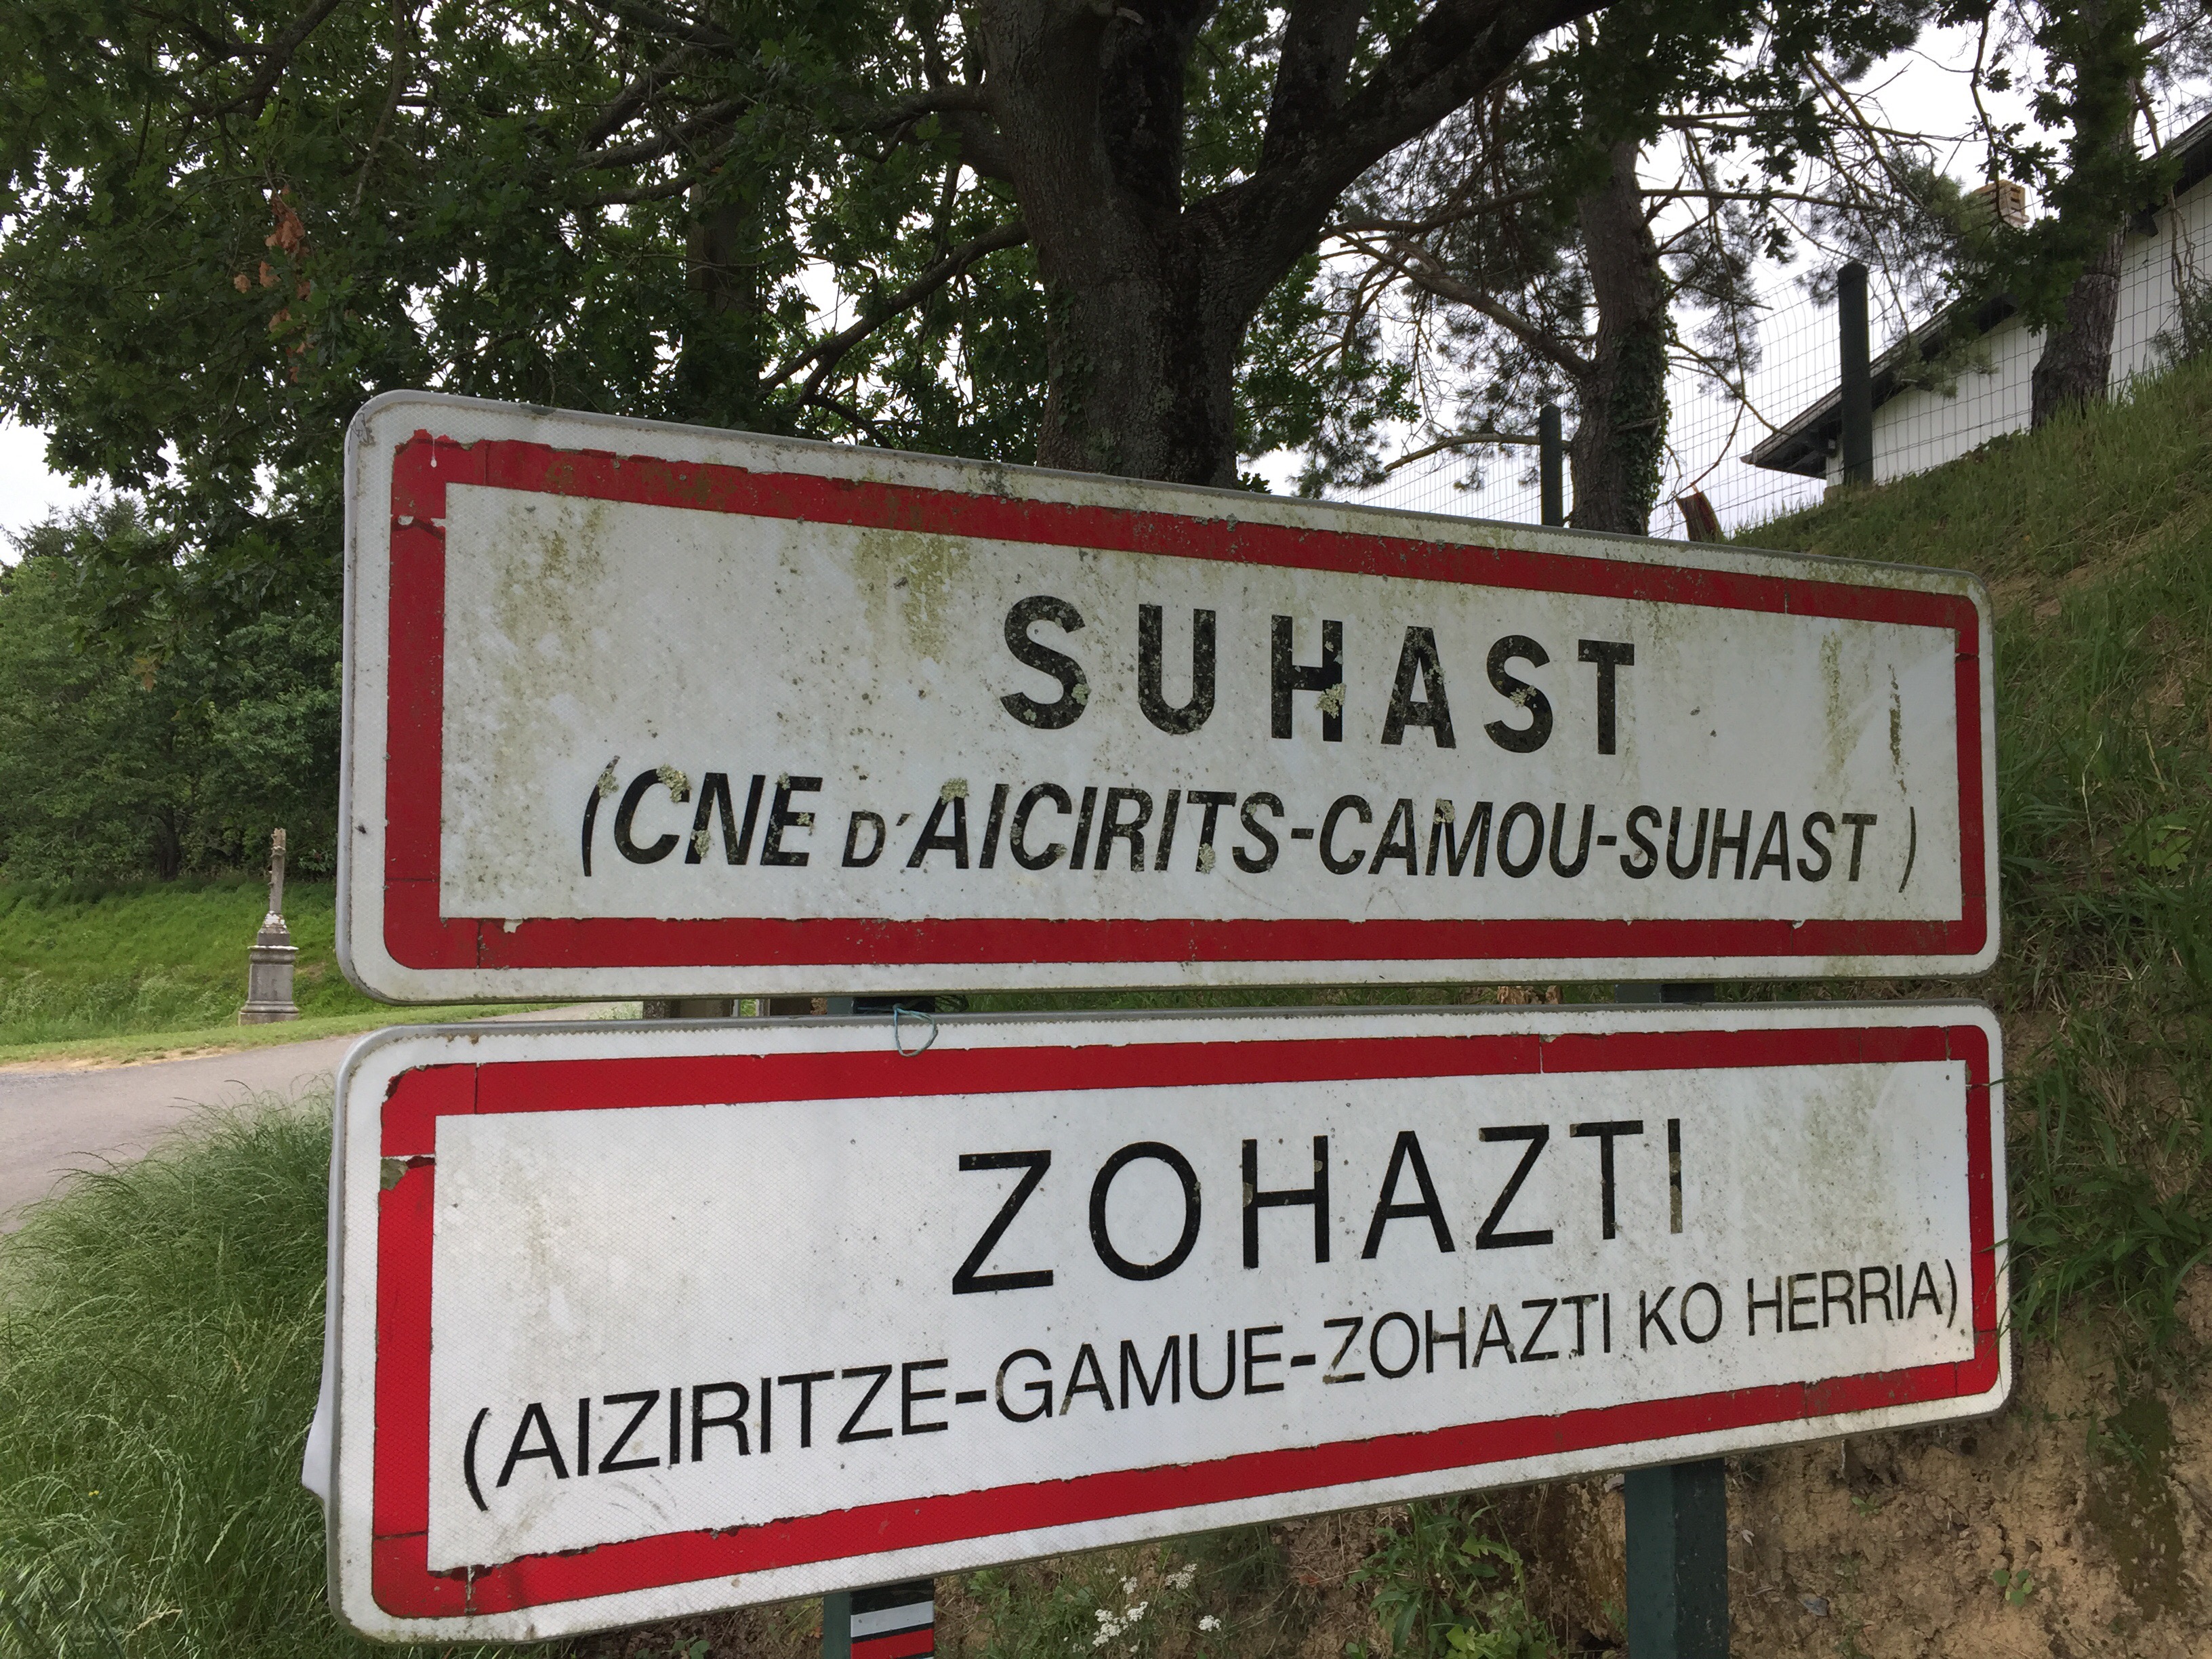 SUHAST
(CNE D'AICIRITS-CAMOU-SUHAST)
ZOHAZTI
(AIZIRITZE-GAMUE-ZOHAZTI KO HERRIA)